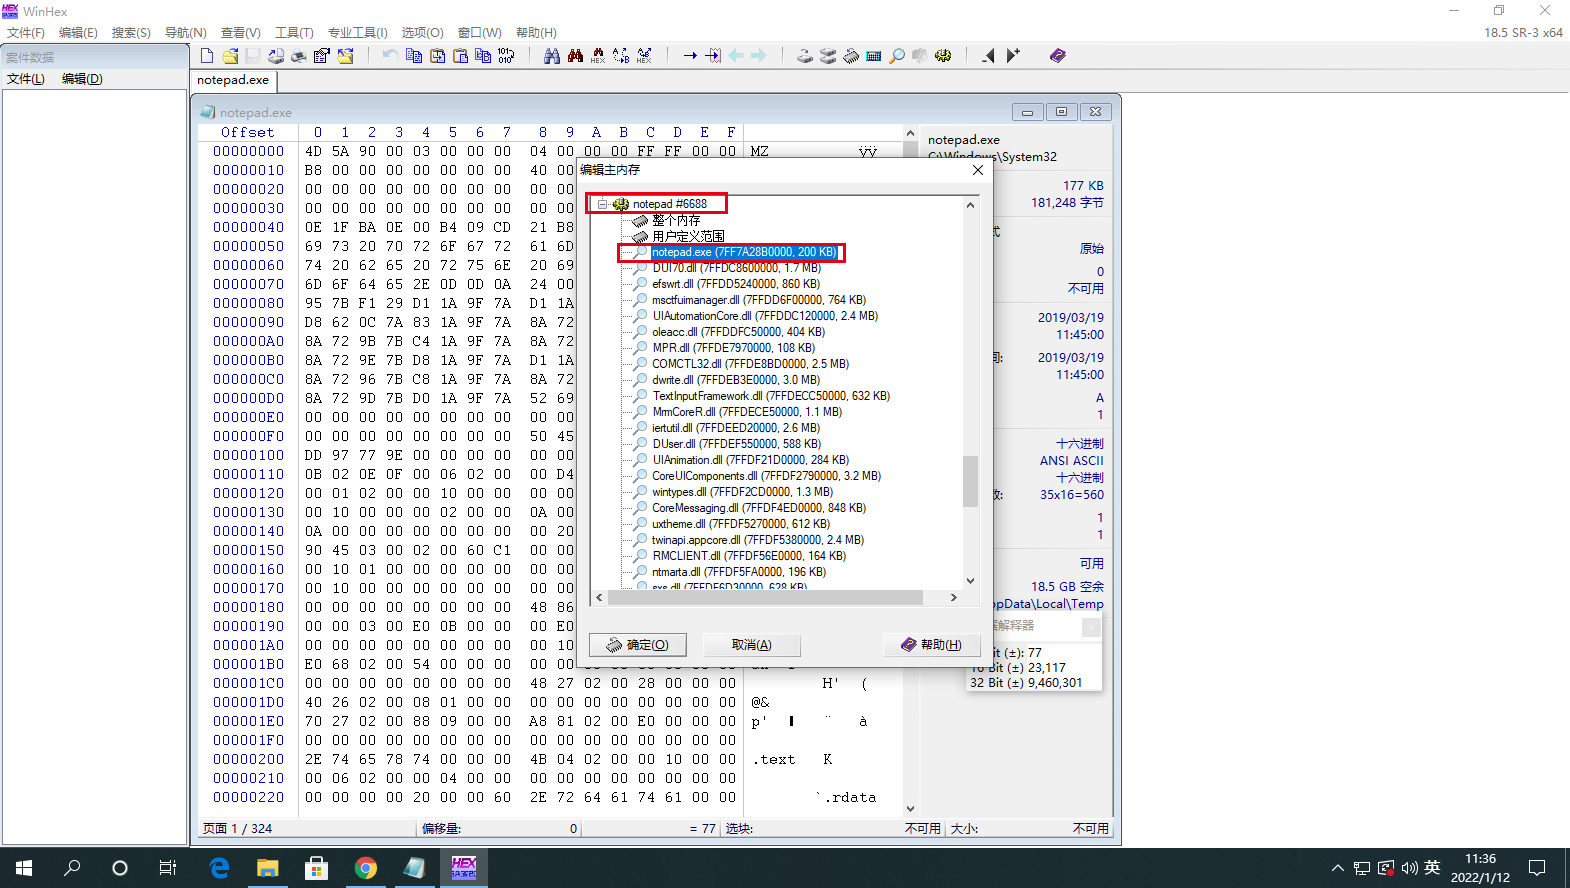 WinHex
文件(F) 编辑(E) 搜索(S) 导航(N) 查看(V) 工具(T) 专业工具(I) 选项(O) 窗口(W) 帮助(H) 18.5 SR-3 x64
案件数据
文件(L) 编辑(D)
notepad.exe
notepad.exe
Offset 0 1 2 3 4 5 6 7 8 9 A B C D E F
00000000 4D 5A 90 00 03 00 00 00 04 00 00 00 FF FF 00 00 MZ ÿÿ
00000010 B8 00 00 00 00 00 00 00 40 00
00000020 00 00 00 00 00 00 00 00 00 00
00000030 00 00 00 00 00 00 00 00 00 00
00000040 0E 1F BA 0E 00 B4 09 CD 21 B8
00000050 69 73 20 70 72 6F 67 72 61 6D
00000060 74 20 62 65 20 72 75 6E 20 69
00000070 6D 6F 64 65 2E 0D 0D 0A 24 00
00000080 95 7B F1 29 D1 1A 9F 7A D1 1A
00000090 D8 62 0C 7A 83 1A 9F 7A 8A 72
000000A0 8A 72 9B 7B C4 1A 9F 7A 8A 72
000000B0 8A 72 9E 7B D8 1A 9F 7A D1 1A
000000C0 8A 72 96 7B C8 1A 9F 7A 8A 72
000000D0 8A 72 9D 7B D0 1A 9F 7A 52 69
000000E0 00 00 00 00 00 00 00 00 00 00
000000F0 00 00 00 00 00 00 00 00 50 45
00000100 DD 97 77 9E 00 00 00 00 00 00
00000110 0B 02 0E 0F 00 06 02 00 00 D4
00000120 00 01 02 00 00 10 00 00 00 00
00000130 00 10 00 00 00 02 00 00 0A 00
00000140 0A 00 00 00 00 00 00 00 00 20
00000150 90 45 03 00 02 00 60 C1 00 00
00000160 00 10 01 00 00 00 00 00 00 00
00000170 00 10 00 00 00 00 00 00 00 00
00000180 00 00 00 00 00 00 00 00 48 86
00000190 00 00 03 00 E0 0B 00 00 00 E0
000001A0 00 00 00 00 00 00 00 00 00 10
000001B0 E0 68 02 00 54 00 00 00
000001C0 00 00 00 00 00 00 00 00 48 27 02 00 28 00 00 00 H' (
000001D0 40 26 02 00 08 01 00 00 00 00 00 00 00 00 00 00 @&
000001E0 70 27 02 00 88 09 00 00 A8 81 02 00 E0 00 00 00 p' ¨ à
000001F0 00 00 00 00 00 00 00 00 00 00 00 00 00 00 00 00
00000200 2E 74 65 78 74 00 00 00 4B 04 02 00 00 10 00 00 .text K
00000210 00 06 02 00 00 04 00 00 00 00 00 00 00 00 00 00
00000220 00 00 00 00 20 00 00 60 2E 72 64 61 74 61 00 00 `.rdata
页面 1 / 324 偏移量: 0 = 77 选块: 不可用 大小: 不可用
编辑主内存
notepad #6688
整个内存
用户定义范围
notepad.exe (7FF7A28B0000, 200 KB)
DUI70.dll (7FFDC8600000, 1.7 MB)
efswrt.dll (7FFDD5240000, 860 KB)
msctfuimanager.dll (7FFDD6F00000, 764 KB)
UIAutomationCore.dll (7FFDDC120000, 2.4 MB)
oleacc.dll (7FFDDFC50000, 404 KB)
MPR.dll (7FFDE7970000, 108 KB)
COMCTL32.dll (7FFDE8BD0000, 2.5 MB)
dwrite.dll (7FFDEB3E0000, 3.0 MB)
TextInputFramework.dll (7FFDECC50000, 632 KB)
MrmCoreR.dll (7FFDECE50000, 1.1 MB)
iertutil.dll (7FFDEED20000, 2.6 MB)
DUser.dll (7FFDEF550000, 588 KB)
UIAnimation.dll (7FFDF21D0000, 284 KB)
CoreUIComponents.dll (7FFDF2790000, 3.2 MB)
wintypes.dll (7FFDF2CD0000, 1.3 MB)
CoreMessaging.dll (7FFDF4ED0000, 848 KB)
uxtheme.dll (7FFDF5270000, 612 KB)
twinapi.appcore.dll (7FFDF5380000, 2.4 MB)
RMCLIENT.dll (7FFDF56E0000, 164 KB)
ntmarta.dll (7FFDF5FA0000, 196 KB)
sxs.dll (7FFDF6D30000, 628 KB)
确定(O) 取消(A) 帮助(H)
notepad.exe
C:\Windows\System32
177 KB
181,248 字节
式
原始
0
不可用
2019/03/19
11:45:00
间: 2019/03/19
11:45:00
A
1
十六进制
ANSI ASCII
十六进制
数: 35x16=560
1
1
可用
18.5 GB 空余
ppData\Local\Temp
据解释器
it (±): 77
16 Bit (±) 23,117
32 Bit (±) 9,460,301
英
11:36
2022/1/12